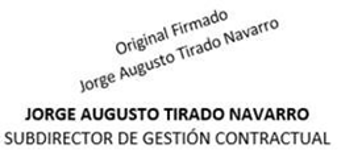 Original Firmado
Jorge Augusto Tirado Navarro
JORGE AUGUSTO TIRADO NAVARRO
SUBDIRECTOR DE GESTIÓN CONTRACTUAL